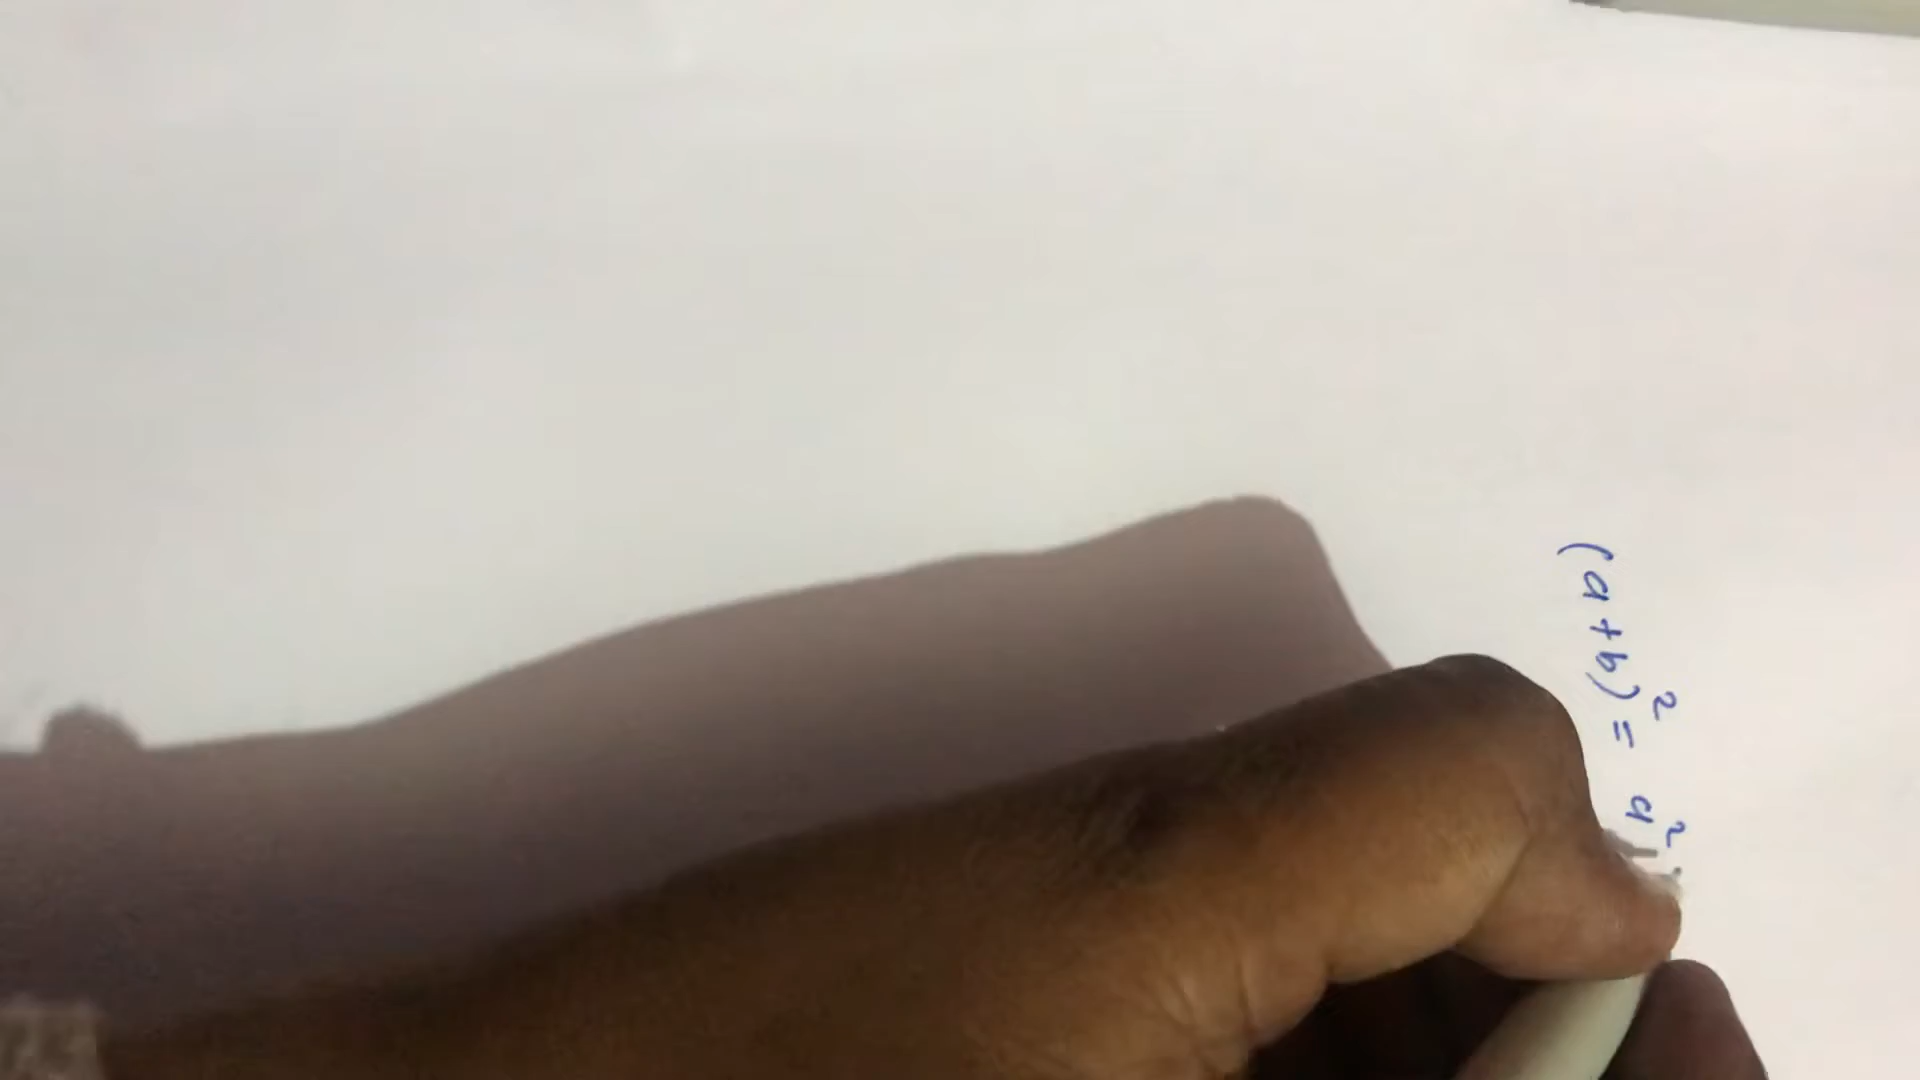 (a+b)² = a²